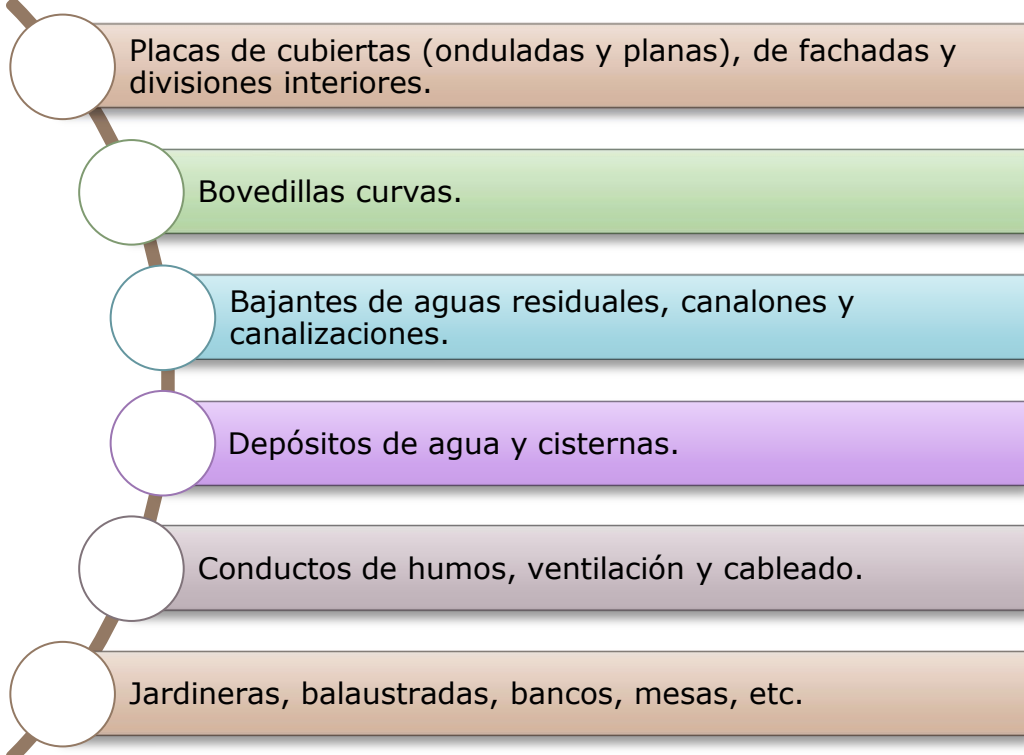 Placas de cubiertas (onduladas y planas), de fachadas y
divisiones interiores.
Bovedillas curvas.
Bajantes de aguas residuales, canalones y
canalizaciones.
Depósitos de agua y cisternas.
Conductos de humos, ventilación y cableado.
Jardineras, balaustradas, bancos, mesas, etc.